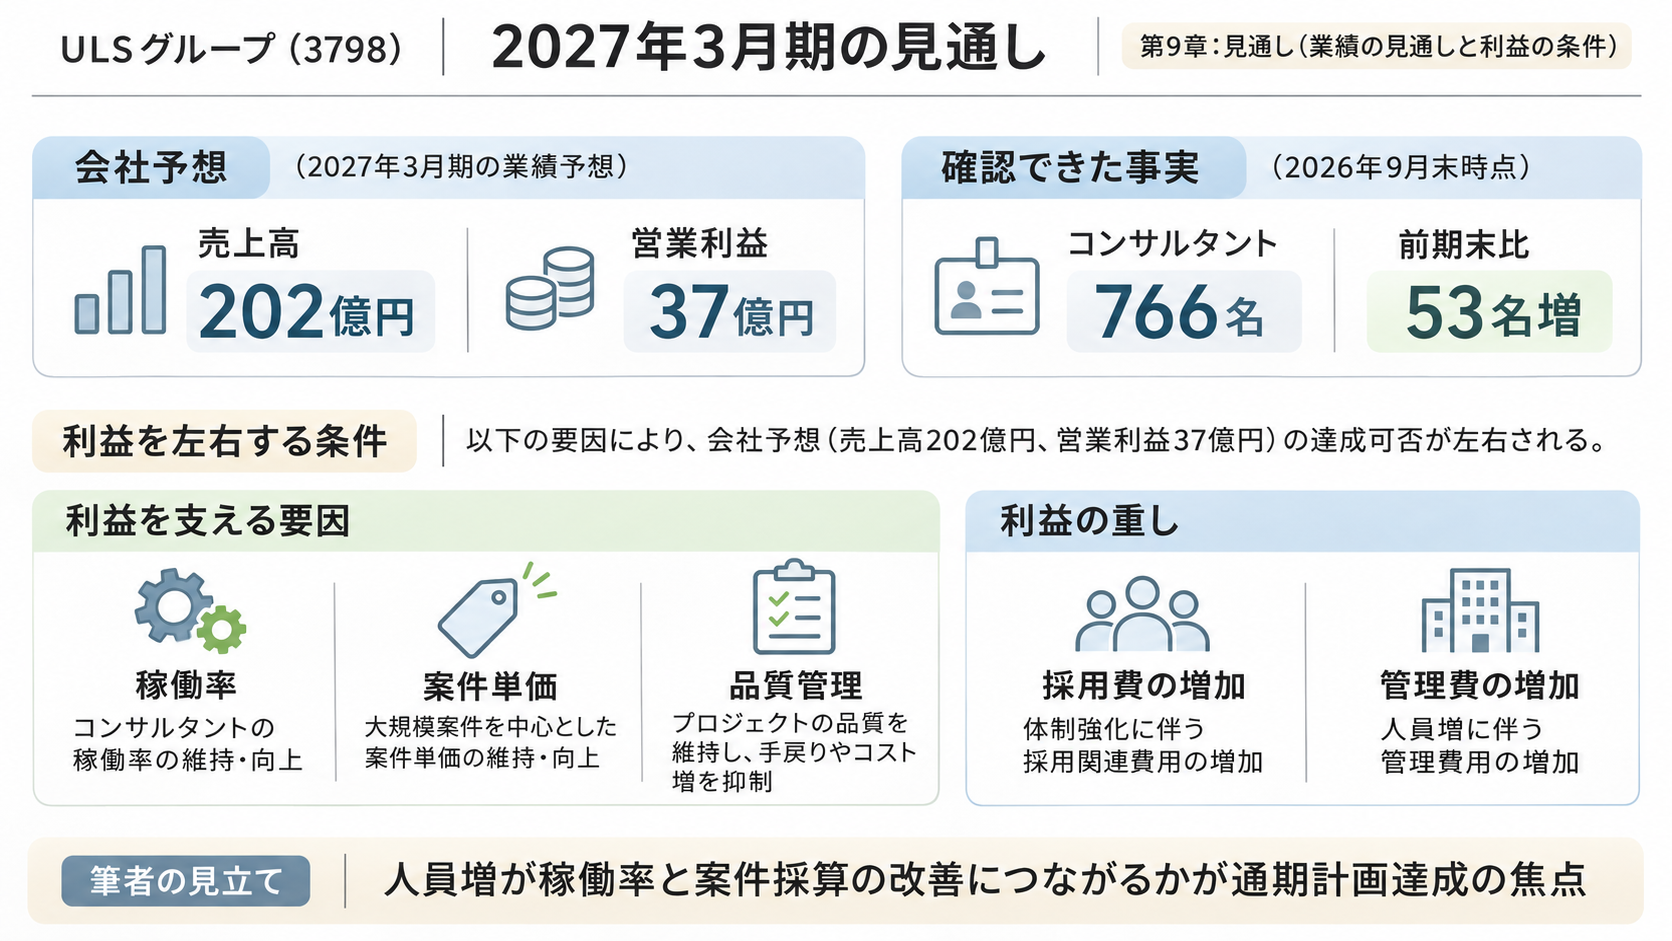 ULSグループ（3798）
2027年3月期の見通し
第9章：見通し（業績の見通しと利益の条件）
会社予想
（2027年3月期の業績予想）
売上高
202億円
営業利益
37億円
確認できた事実
（2026年9月末時点）
コンサルタント
766名
前期末比
53名増
利益を左右する条件
以下の要因により、会社予想（売上高202億円、営業利益37億円）の達成可否が左右される。
利益を支える要因
稼働率
コンサルタントの
稼働率の維持・向上
案件単価
大規模案件を中心とした
案件単価の維持・向上
品質管理
プロジェクトの品質を
維持し、手戻りやコスト
増を抑制
利益の重し
採用費の増加
体制強化に伴う
採用関連費用の増加
管理費の増加
人員増に伴う
管理費用の増加
筆者の見立て
人員増が稼働率と案件採算の改善につながるかが通期計画達成の焦点